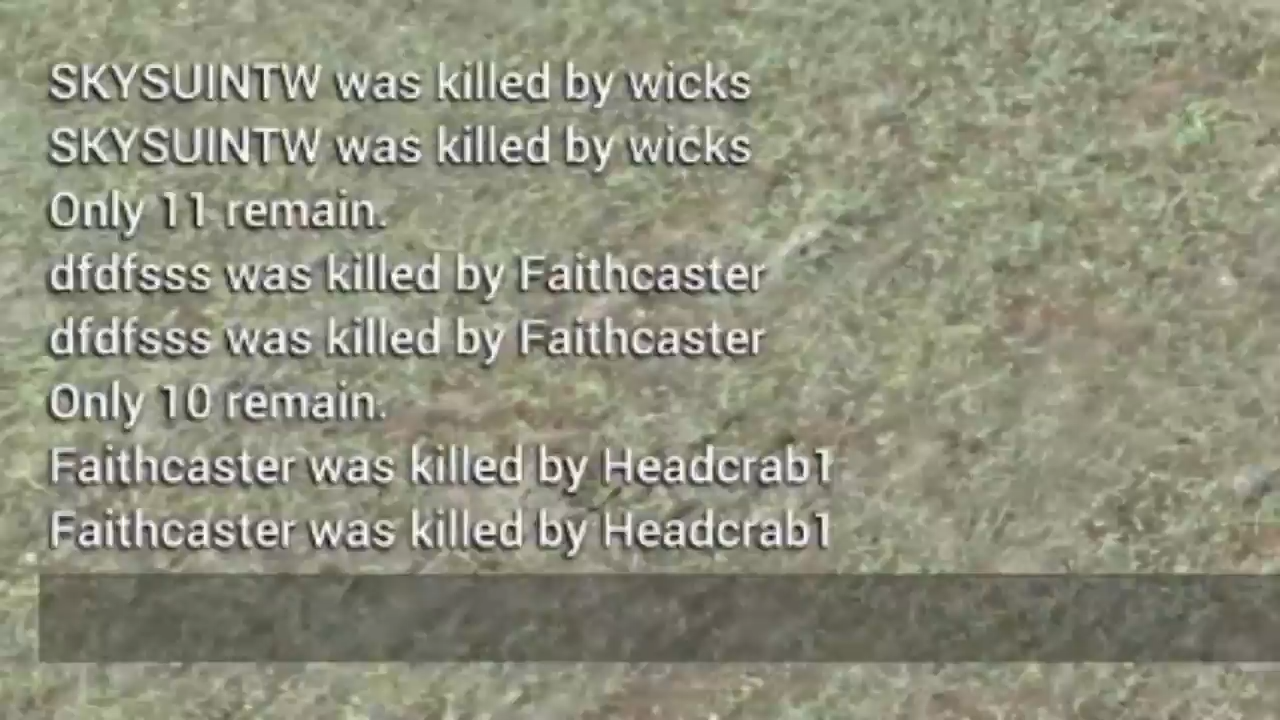 SKYSUINTW was killed by wicks
SKYSUINTW was killed by wicks
Only 11 remain.
dfdfsss was killed by Faithcaster
dfdfsss was killed by Faithcaster
Only 10 remain.
Faithcaster was killed by Headcrab1
Faithcaster was killed by Headcrab1